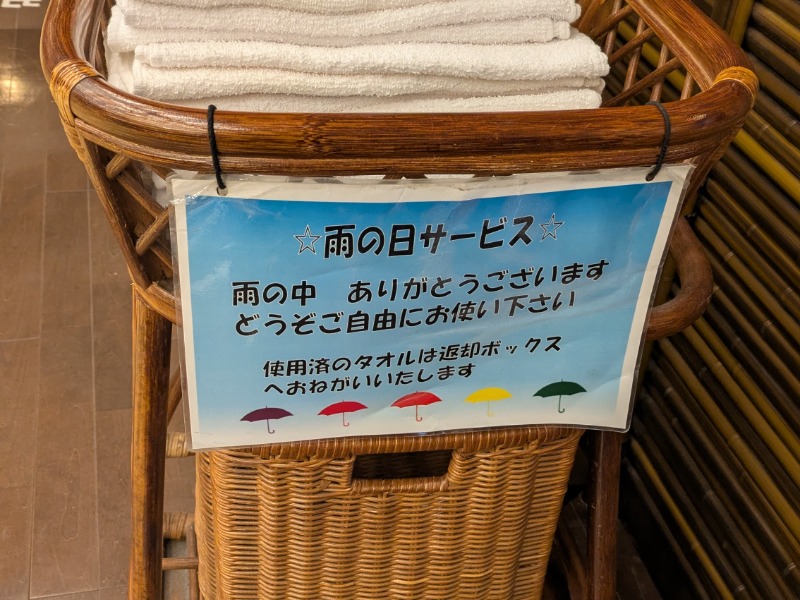 ☆雨の日サービス☆
雨の中　ありがとうございます
どうぞご自由にお使い下さい
使用済のタオルは返却ボックス
へおねがいいたします